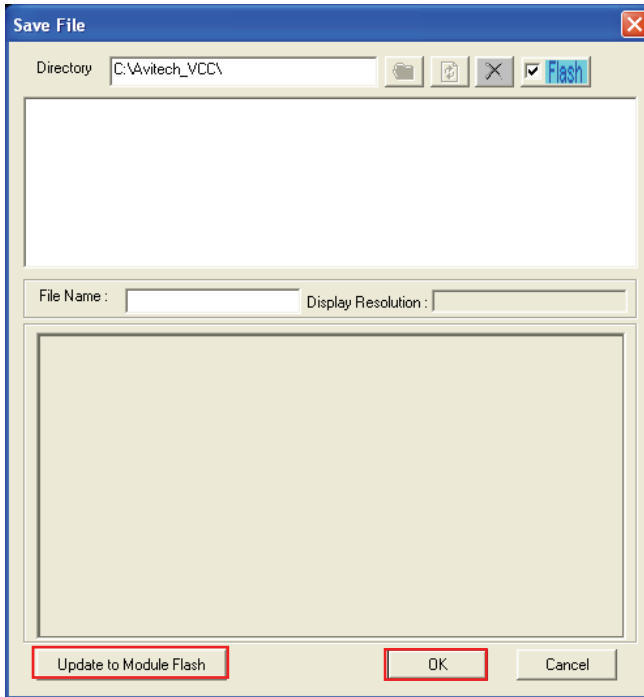 Save File
Directory C:\Avitech_VCC\ Flash
File Name : Display Resolution :
Update to Module Flash OK Cancel